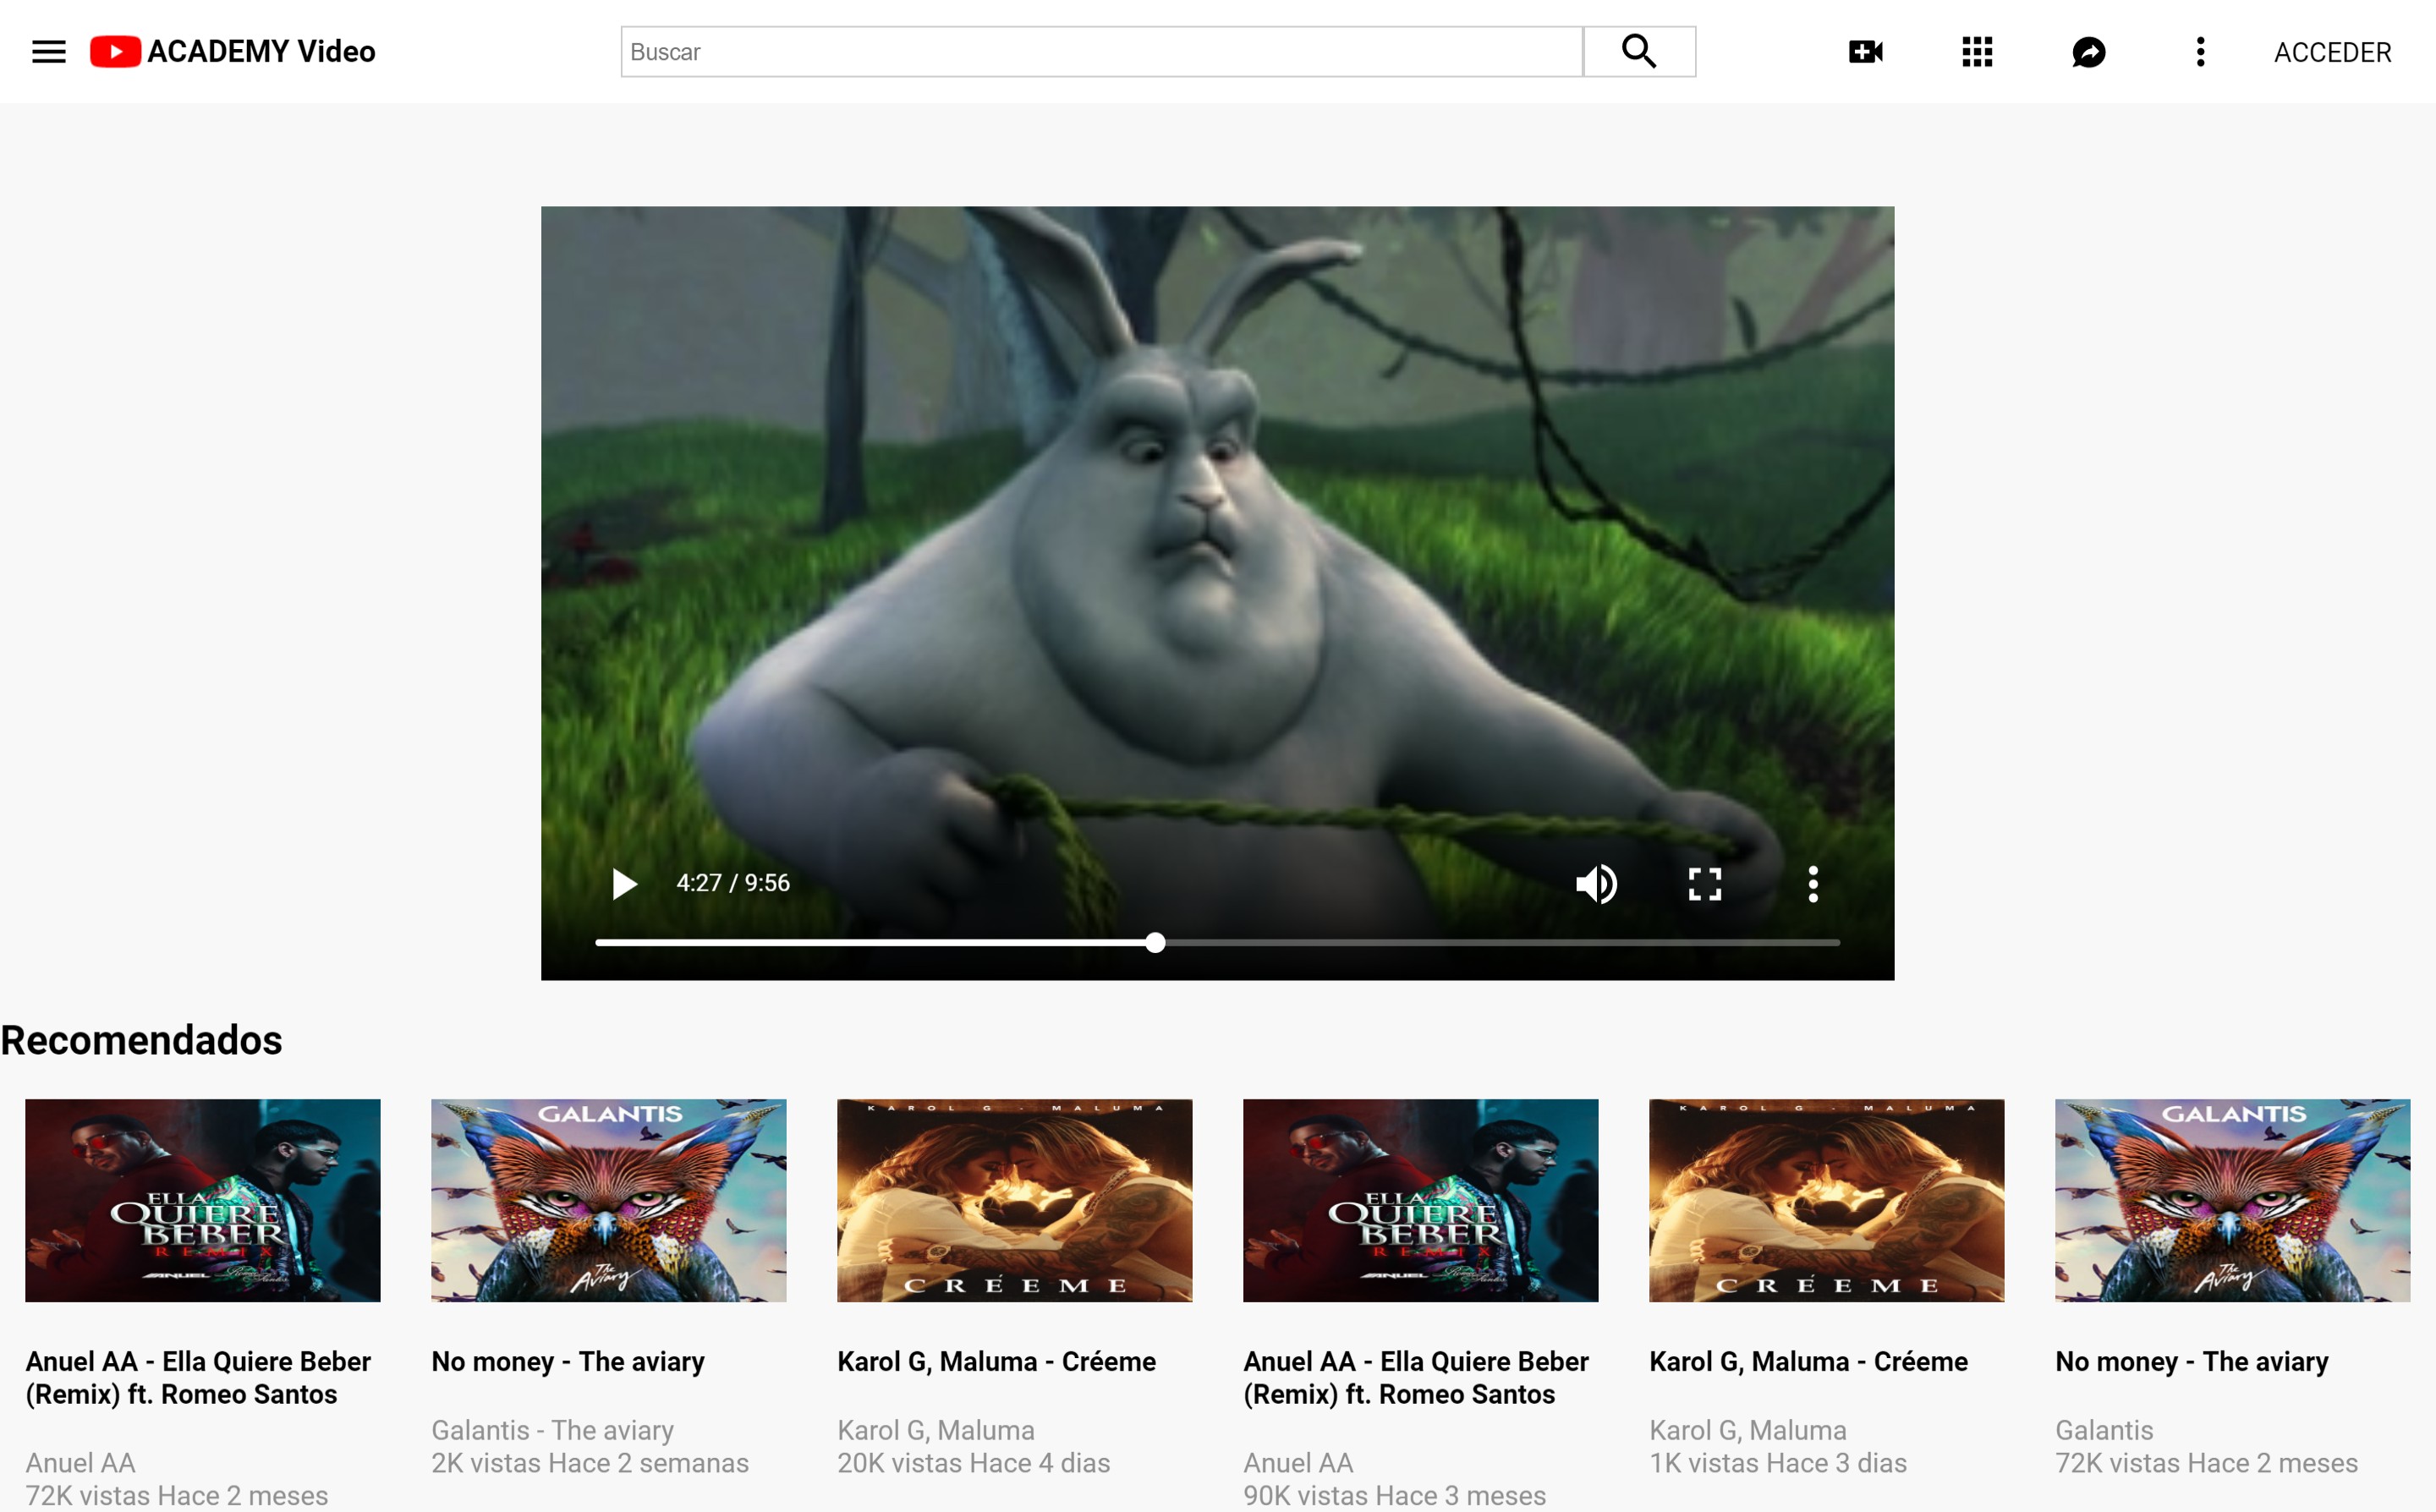 ACADEMY Video
Buscar
ACCEDER
4:27 / 9:56
Recomendados
ELLA
QUIERE
BEBER
REMIX
ANUEL
GALANTIS
The
Aviary
KAROL G - MALUMA
CRÉEME
ELLA
QUIERE
BEBER
REMIX
ANUEL
KAROL G - MALUMA
CRÉEME
GALANTIS
The
Aviary
Anuel AA - Ella Quiere Beber
(Remix) ft. Romeo Santos
Anuel AA
72K vistas Hace 2 meses
No money - The aviary
Galantis - The aviary
2K vistas Hace 2 semanas
Karol G, Maluma - Créeme
Karol G, Maluma
20K vistas Hace 4 dias
Anuel AA - Ella Quiere Beber
(Remix) ft. Romeo Santos
Anuel AA
90K vistas Hace 3 meses
Karol G, Maluma - Créeme
Karol G, Maluma
1K vistas Hace 3 dias
No money - The aviary
Galantis
72K vistas Hace 2 meses